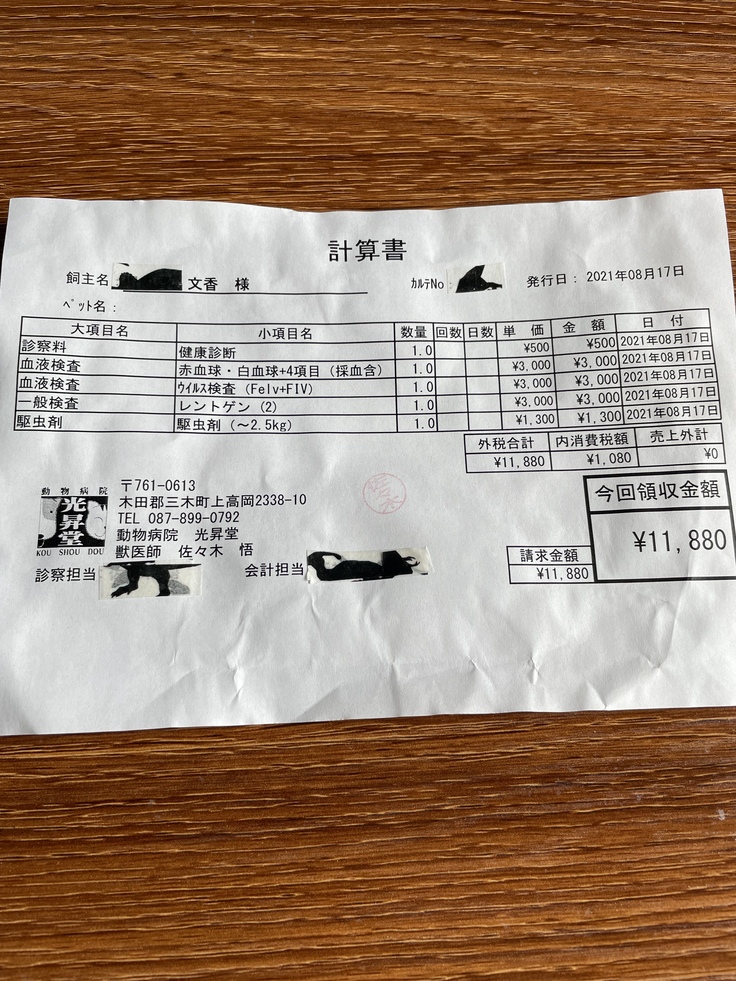 計算書
飼主名 文香 様 ｶﾙﾃNo 発行日： 2021年08月17日
ﾍﾟｯﾄ名：
大項目名 小項目名 数量 回数 日数 単 価 金 額 日 付
診察料 健康診断 1.0 ¥500 ¥500 2021年08月17日
血液検査 赤血球・白血球+4項目（採血含） 1.0 ¥3,000 ¥3,000 2021年08月17日
血液検査 ｳｲﾙｽ検査（Felv+FIV） 1.0 ¥3,000 ¥3,000 2021年08月17日
一般検査 レントゲン（2） 1.0 ¥3,000 ¥3,000 2021年08月17日
駆虫剤 駆虫剤（～2.5kg） 1.0 ¥1,300 ¥1,300 2021年08月17日
外税合計 内消費税額 売上外計
¥11,880 ¥1,080 ¥0
動物病院
光昇堂
KOU SHOU DOU
〒761-0613
木田郡三木町上高岡2338-10
TEL 087-899-0792
動物病院 光昇堂
獣医師 佐々木 悟
今回領収金額
¥11,880
請求金額
¥11,880
診察担当 会計担当